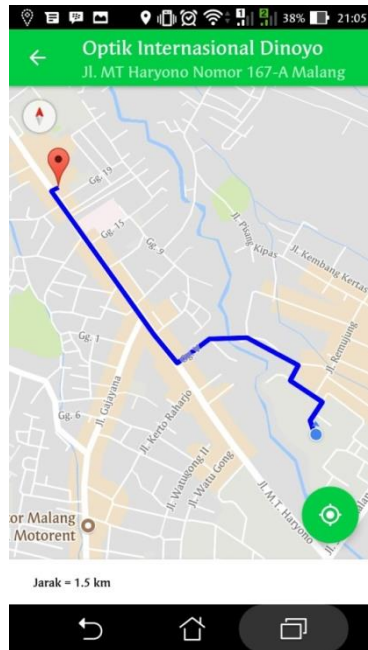 38% 21:05
Optik Internasional Dinoyo
Jl. MT Haryono Nomor 167-A Malang
Gg. 19
Gg. 15
Gg. 9
Jl. Pisang Kipas
Jl. Kembang Kertas
Jl. Remujung
Gg. 1
Jl. Gajayana
Gg. 6
Jl. Kerto Raharjo
Jl. Watugong II
Jl. Watu Gong
Jl. M.T. Haryono
or Malang
Motorent
Jarak = 1.5 km